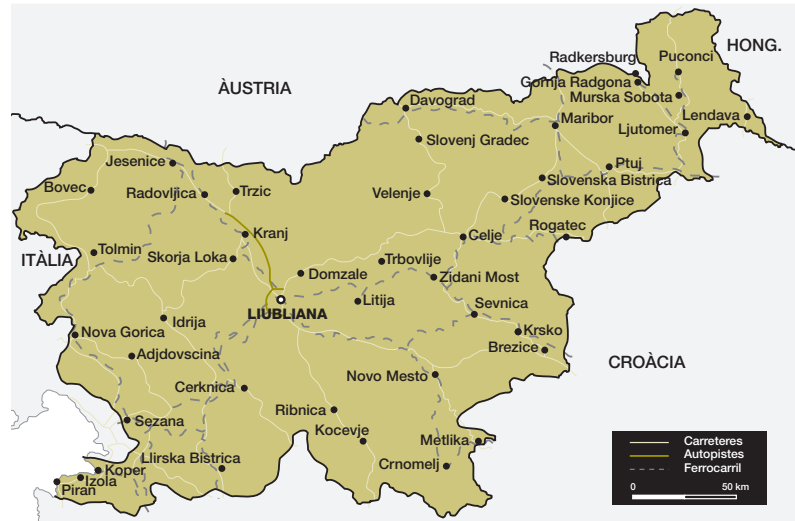 HONG.
Radkersburg
Puconci
ÀUSTRIA
Gornja Radgona
Murska Sobota
Davograd
Lendava
Maribor
Ljutomer
Slovenj Gradec
Jesenice
Ptuj
Bovec
Radovljica
Trzic
Velenje
Slovenska Bistrica
Slovenske Konjice
Rogatec
Kranj
Celje
Tolmin
ITÀLIA
Skorja Loka
Trbovlije
Domzale
Zidani Most
Litija
LIUBLIANA
Sevnica
Idrija
Nova Gorica
Krsko
Adjdovscina
Brezice
CROÀCIA
Novo Mesto
Cerknica
Ribnica
Sezana
Kocevje
Metlika
Carreteres
Autopistes
Ferrocarril
Koper
Llirska Bistrica
Crnomelj
Izola
Piran
0 50 km